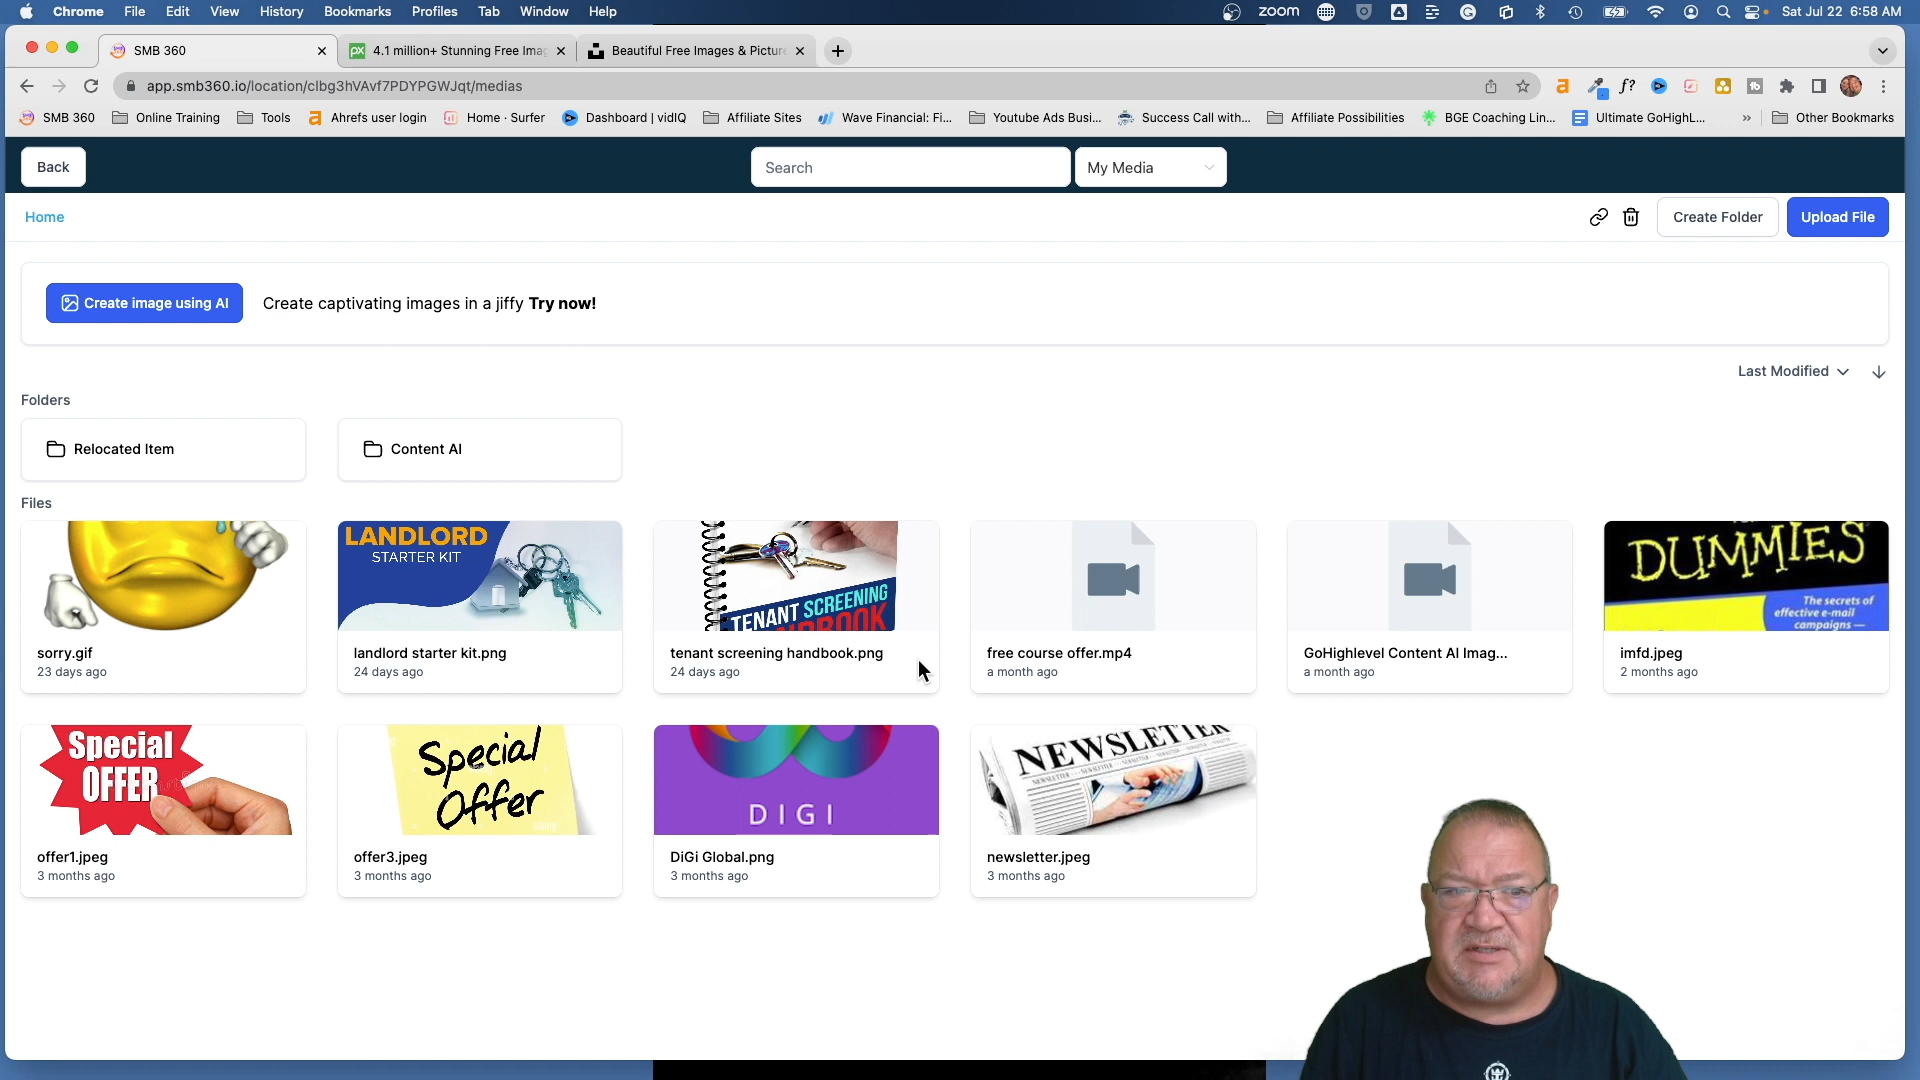 Chrome File Edit View History Bookmarks Profiles Tab Window Help zoom Sat Jul 22 6:58 AM
SMB 360 4.1 million+ Stunning Free Imag Beautiful Free Images & Picture
app.smb360.io/location/clbg3hVAvf7PDYPGWJqt/medias
SMB 360 Online Training Tools Ahrefs user login Home · Surfer Dashboard | vidIQ Affiliate Sites Wave Financial: Fi... Youtube Ads Busi... Success Call with... Affiliate Possibilities BGE Coaching Lin... Ultimate GoHighL... » Other Bookmarks
Back Search My Media
Home Create Folder Upload File
Create image using AI Create captivating images in a jiffy Try now!
Last Modified
Folders
Relocated Item Content AI
Files
LANDLORD
STARTER KIT
TENANT SCREENING
HANDBOOK
DUMMIES
The secrets of
effective e-mail
campaigns —
sorry.gif landlord starter kit.png tenant screening handbook.png free course offer.mp4 GoHighlevel Content AI Imag... imfd.jpeg
23 days ago 24 days ago 24 days ago a month ago a month ago 2 months ago
Special
OFFER
Special
Offer
DIGI
NEWSLETTER
offer1.jpeg offer3.jpeg DiGi Global.png newsletter.jpeg
3 months ago 3 months ago 3 months ago 3 months ago